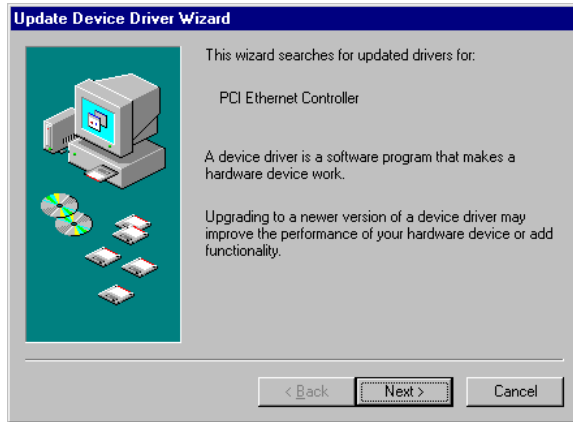 Update Device Driver Wizard
This wizard searches for updated drivers for:
PCI Ethernet Controller
A device driver is a software program that makes a
hardware device work.
Upgrading to a newer version of a device driver may
improve the performance of your hardware device or add
functionality.
< Back
Next >
Cancel